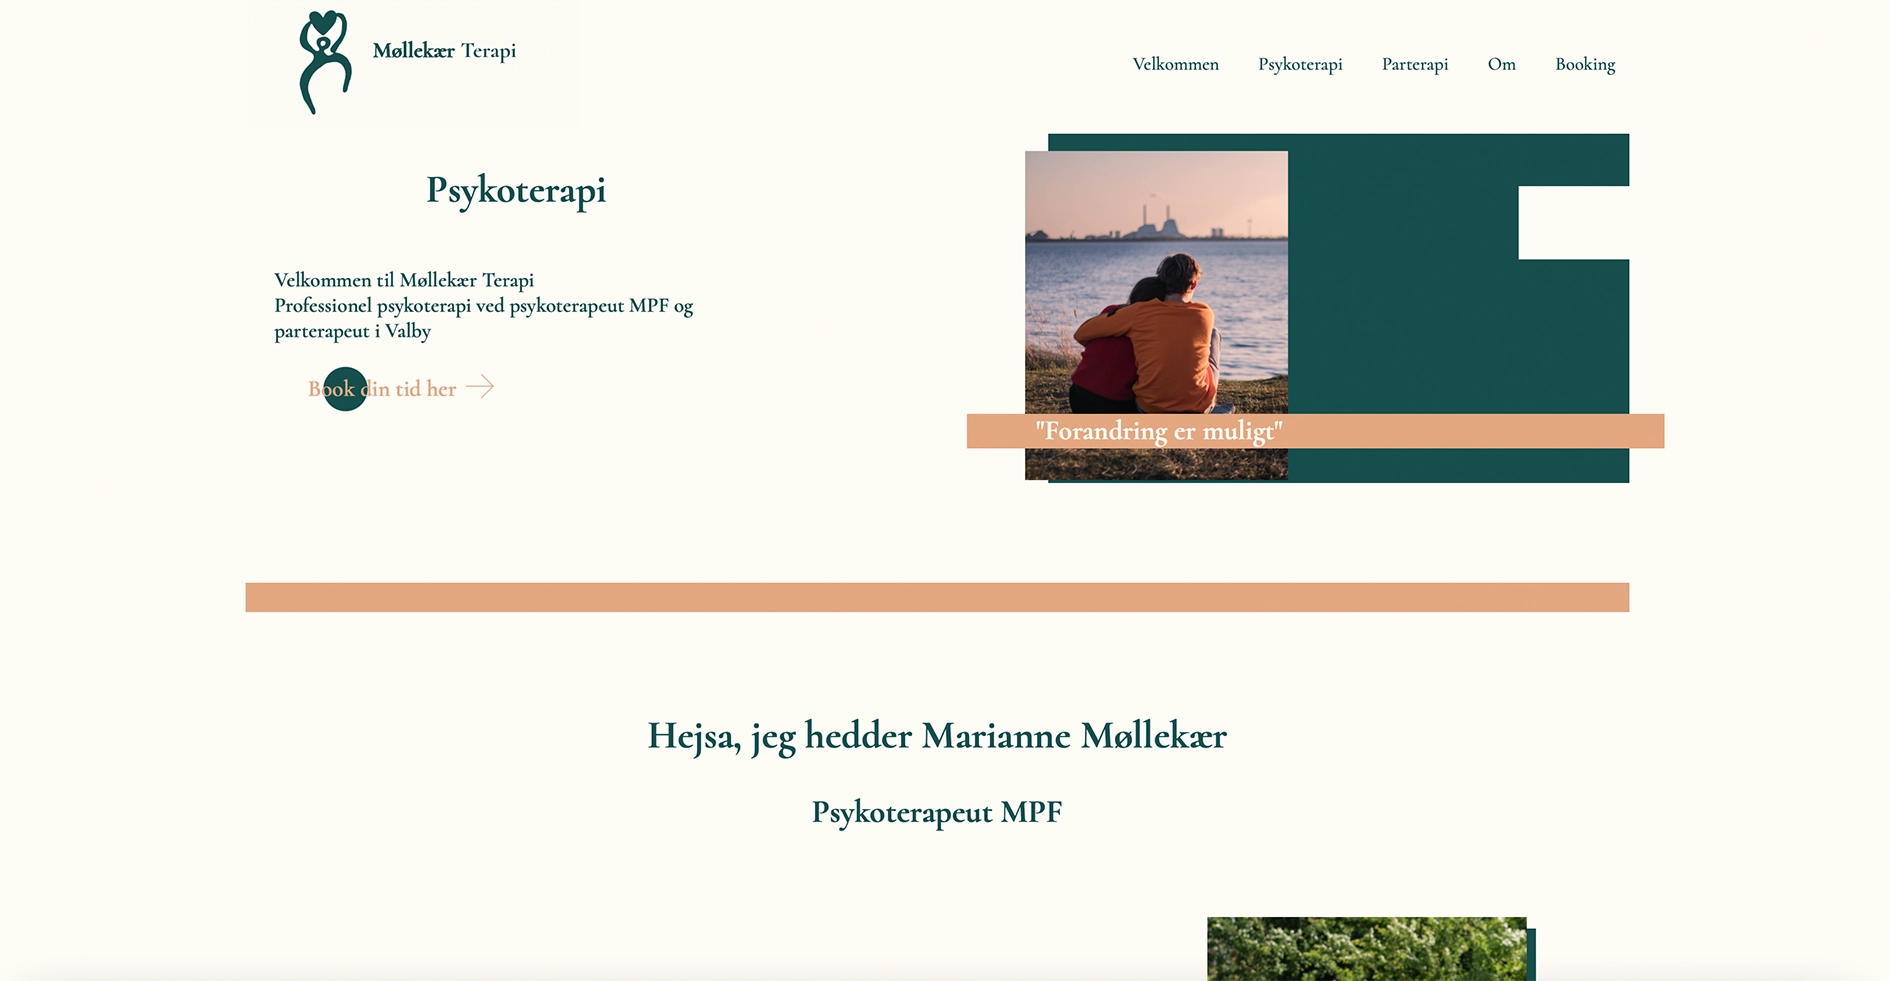 Møllekær Terapi
Velkommen Psykoterapi Parterapi Om Booking
Psykoterapi
Velkommen til Møllekær Terapi
Professionel psykoterapi ved psykoterapeut MPF og
parterapeut i Valby
Book din tid her
"Forandring er muligt"
Hejsa, jeg hedder Marianne Møllekær
Psykoterapeut MPF